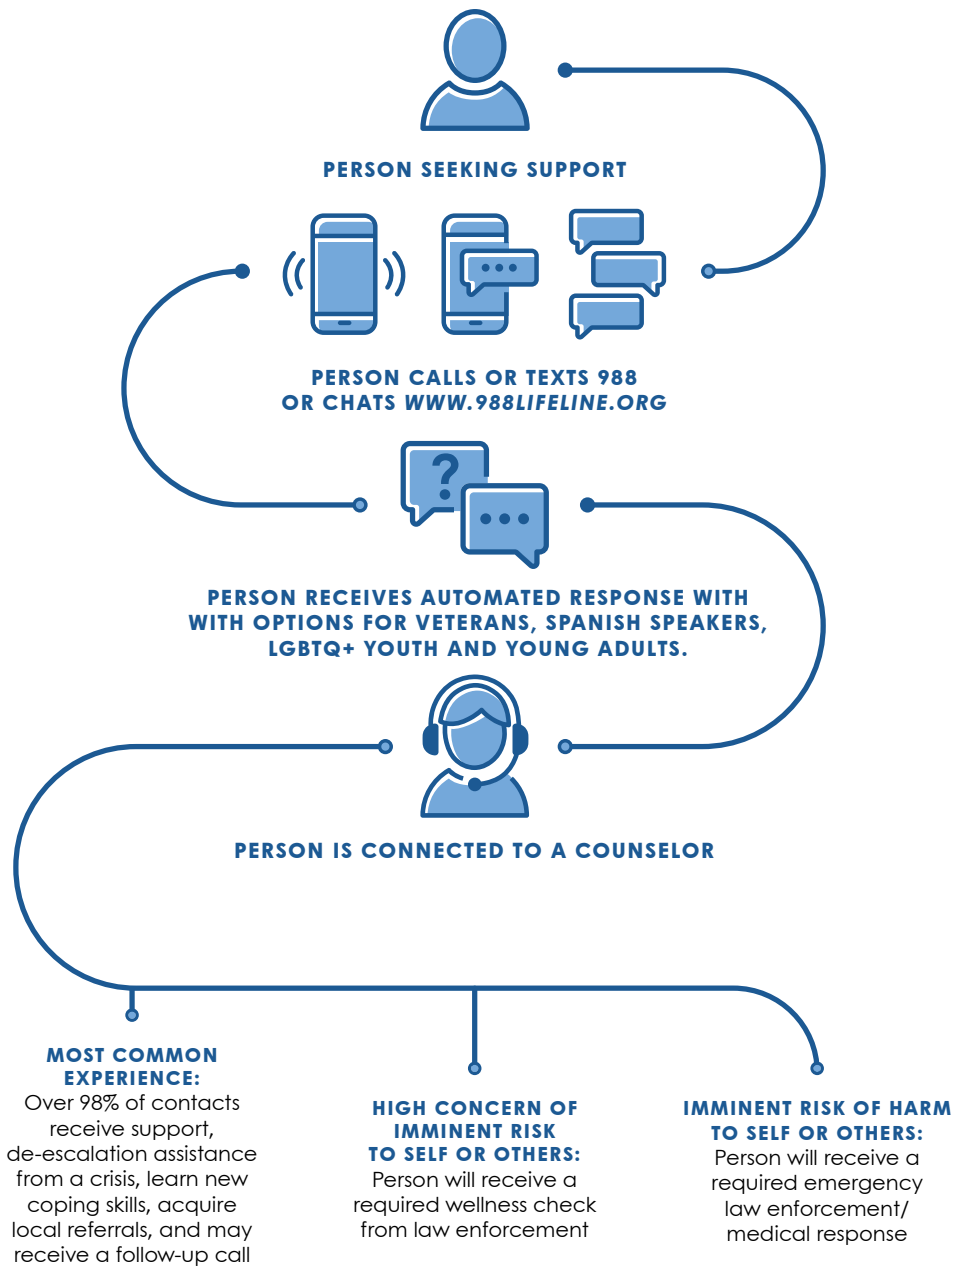 PERSON SEEKING SUPPORT
PERSON CALLS OR TEXTS 988
OR CHATS WWW.988LIFELINE.ORG
?
PERSON RECEIVES AUTOMATED RESPONSE WITH
WITH OPTIONS FOR VETERANS, SPANISH SPEAKERS,
LGBTQ+ YOUTH AND YOUNG ADULTS.
PERSON IS CONNECTED TO A COUNSELOR
MOST COMMON
EXPERIENCE:
Over 98% of contacts
receive support,
de-escalation assistance
from a crisis, learn new
coping skills, acquire
local referrals, and may
receive a follow-up call
HIGH CONCERN OF
IMMINENT RISK
TO SELF OR OTHERS:
Person will receive a
required wellness check
from law enforcement
IMMINENT RISK OF HARM
TO SELF OR OTHERS:
Person will receive a
required emergency
law enforcement/
medical response